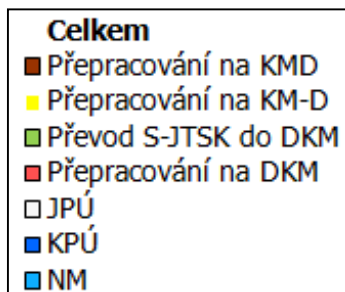 Celkem
Přepracování na KMD
Přepracování na KM-D
Převod S-JTSK do DKM
Přepracování na DKM
JPÚ
KPÚ
NM